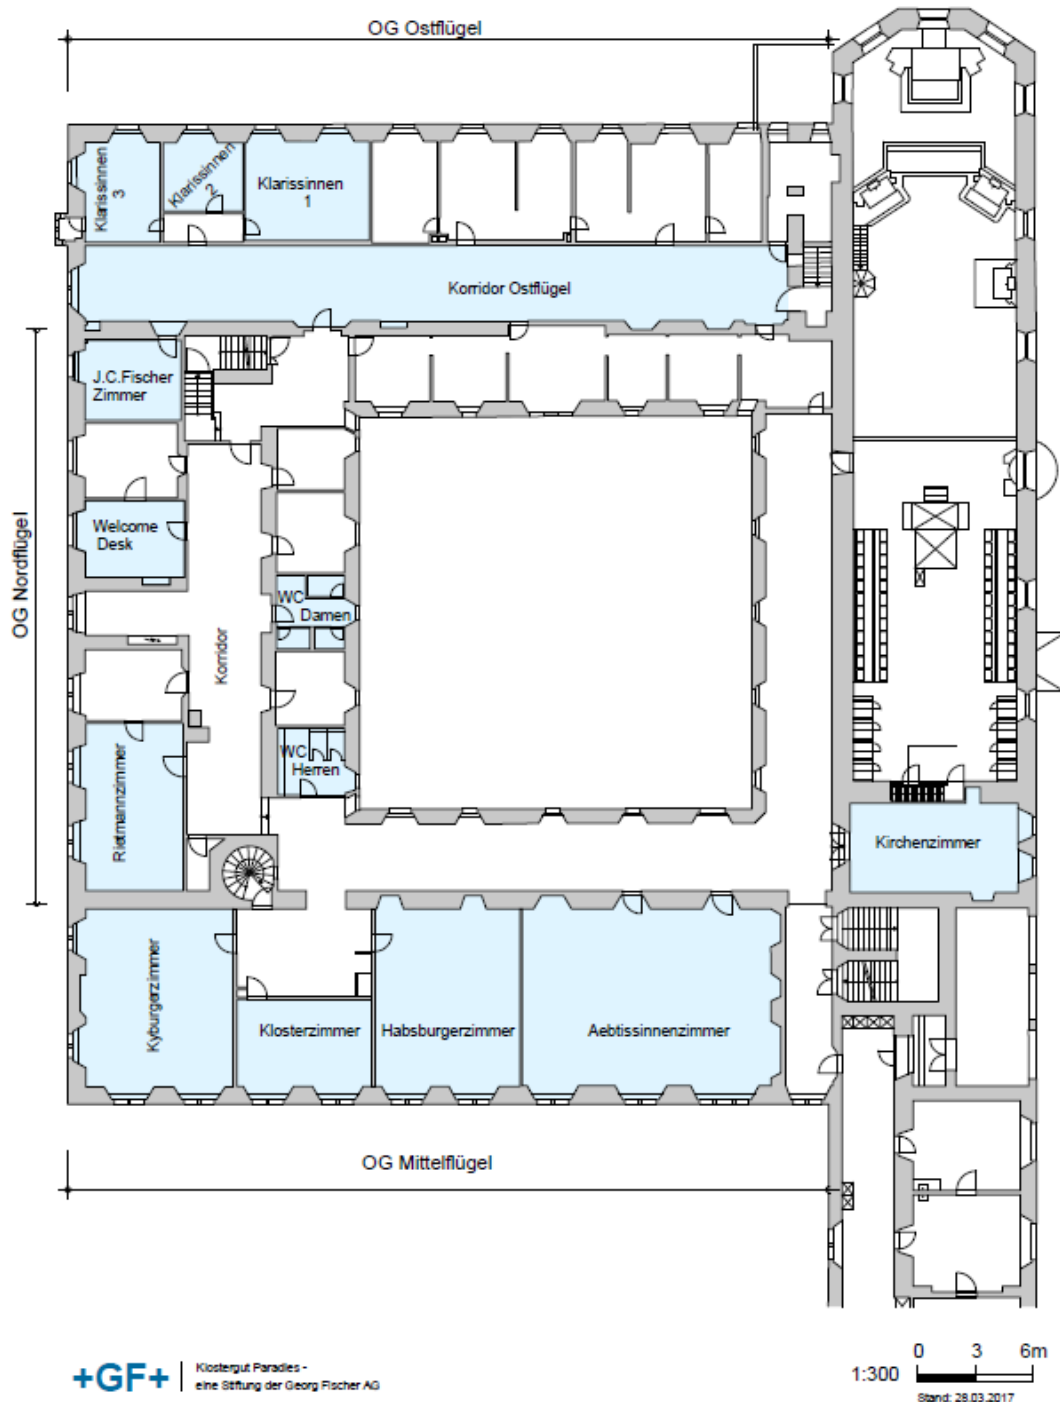 OG Ostflügel
Klarissinnen
3
Klarissinnen
2
Klarissinnen
1
Korridor Ostflügel
J.C.Fischer
Zimmer
OG Nordflügel
Welcome
Desk
WC
Damen
Korridor
WC
Herren
Rietmannzimmer
Kirchenzimmer
Kyburgerzimmer
Klosterzimmer
Habsburgerzimmer
Aebtissinnenzimmer
OG Mittelflügel
+GF+
Klostergut Paradies -
eine Stiftung der Georg Fischer AG
1:300
0 3 6m
Stand: 28.03.2017